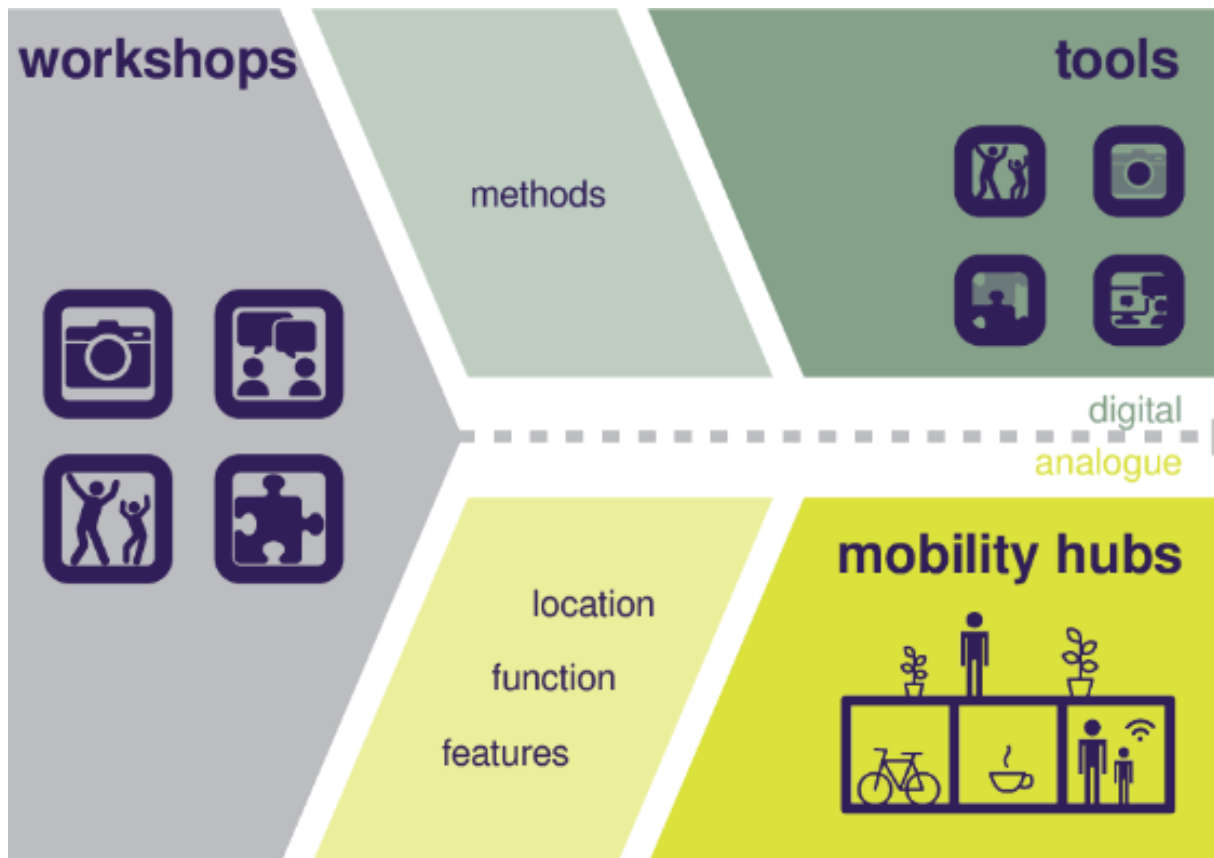 workshops
methods
tools
digital
analogue
location
function
features
mobility hubs